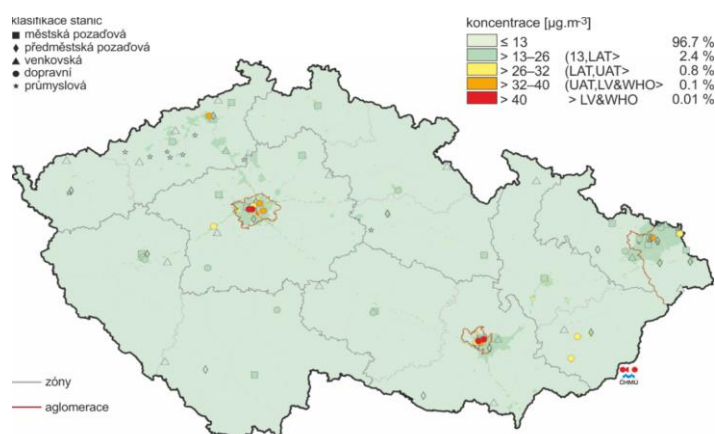 klasifikace stanic
městská pozaďová
předměstská pozaďová
venkovská
dopravní
průmyslová
koncentrace [µg.m-3]
≤ 13 96.7 %
> 13–26 (13,LAT> 2.4 %
> 26–32 (LAT,UAT> 0.8 %
> 32–40 (UAT,LV&WHO> 0.1 %
> 40 > LV&WHO 0.01 %
zóny
aglomerace
CHMÚ